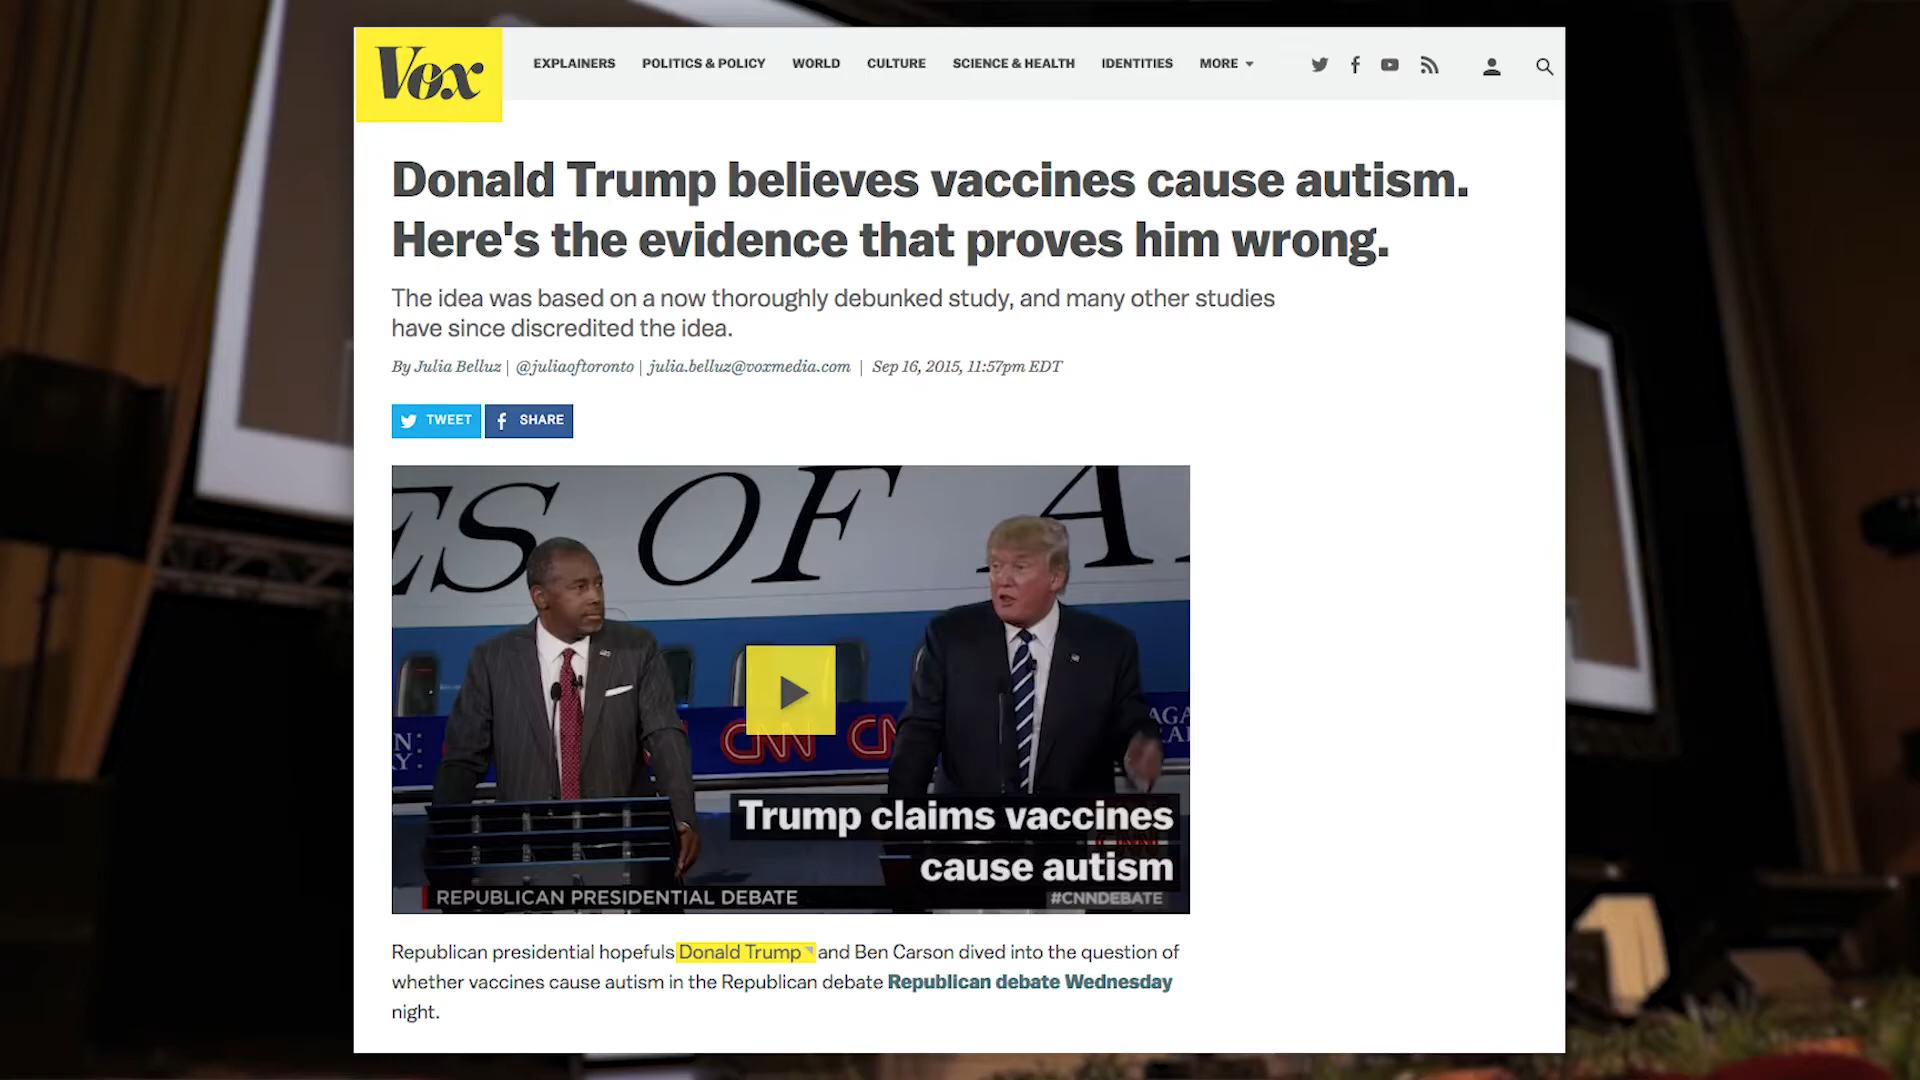 Vox
EXPLAINERS POLITICS & POLICY WORLD CULTURE SCIENCE & HEALTH IDENTITIES MORE
Donald Trump believes vaccines cause autism.
Here's the evidence that proves him wrong.
The idea was based on a now thoroughly debunked study, and many other studies
have since discredited the idea.
By Julia Belluz | @juliaoftoronto | julia.belluz@voxmedia.com | Sep 16, 2015, 11:57pm EDT
TWEET SHARE
ES OF A
CNN CN
Trump claims vaccines
cause autism
REPUBLICAN PRESIDENTIAL DEBATE #CNNDEBATE
Republican presidential hopefuls Donald Trump and Ben Carson dived into the question of
whether vaccines cause autism in the Republican debate Republican debate Wednesday
night.